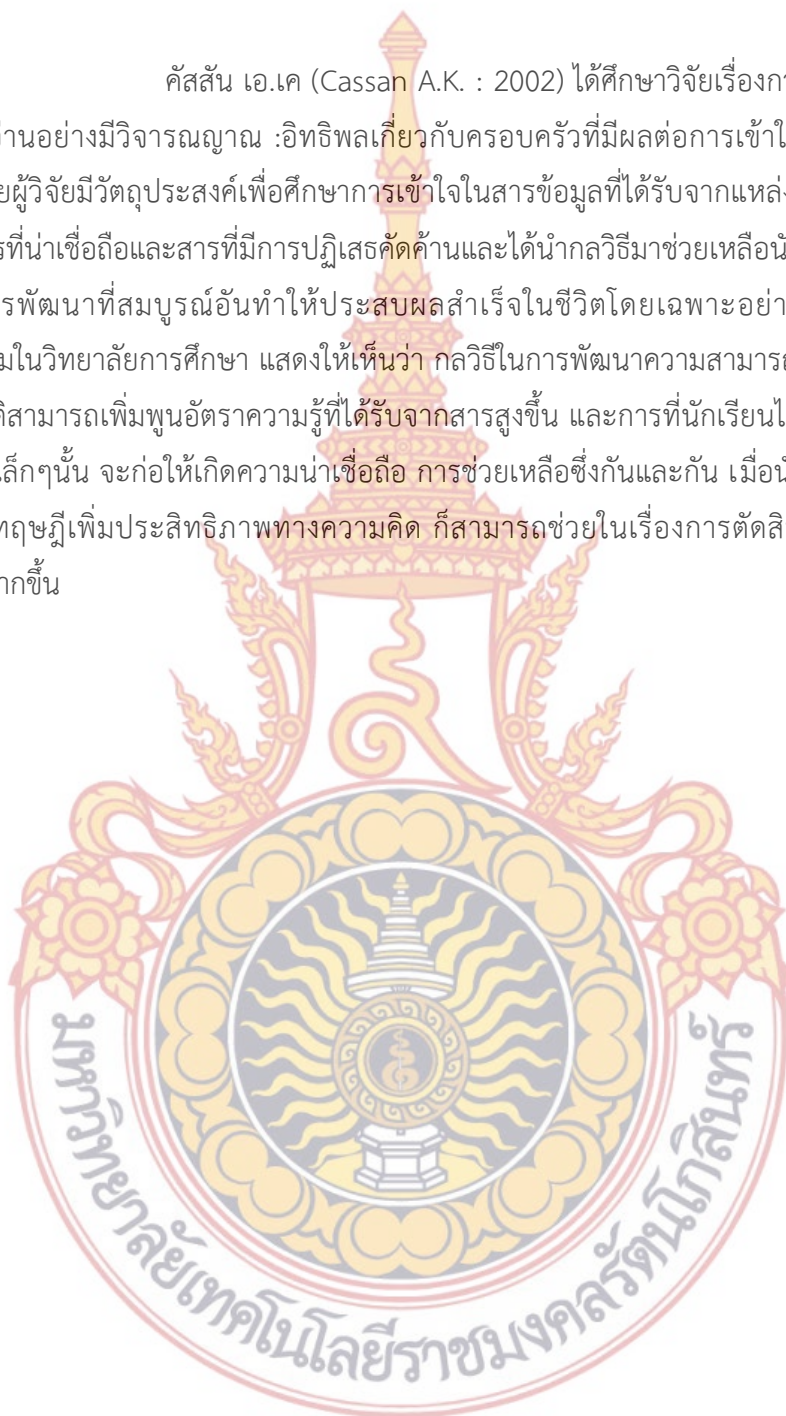 คัสสัน เอ.เค (Cassan A.K. : 2002) ได้ศึกษาวิจัยเรื่องกา
านอย่างมีวิจารณญาณ :อิทธิพลเกี่ยวกับครอบครัวที่มีผลต่อการเข้าใ
ยผู้วิจัยมีวัตถุประสงค์เพื่อศึกษาการเข้าใจในสารข้อมูลที่ได้รับจากแหล่ง
รที่น่าเชื่อถือและสารที่มีการปฏิเสธคัดค้านและได้นำกลวิธีมาช่วยเหลือนั
รพัฒนาที่สมบูรณ์อันทำให้ประสบผลสำเร็จในชีวิตโดยเฉพาะอย่า
มในวิทยาลัยการศึกษา แสดงให้เห็นว่า กลวิธีในการพัฒนาความสามารถ
ติสามารถเพิ่มพูนอัตราความรู้ที่ได้รับจากสารสูงขึ้น และการที่นักเรียนไ
เล็กๆนั้น จะก่อให้เกิดความน่าเชื่อถือ การช่วยเหลือซึ่งกันและกัน เมื่อนั
ทฤษฎีเพิ่มประสิทธิภาพทางความคิด ก็สามารถช่วยในเรื่องการตัดสิ
ากขึ้น
มหาวิทยาลัยเทคโนโลยีราชมงคลรัตนโกสินทร์